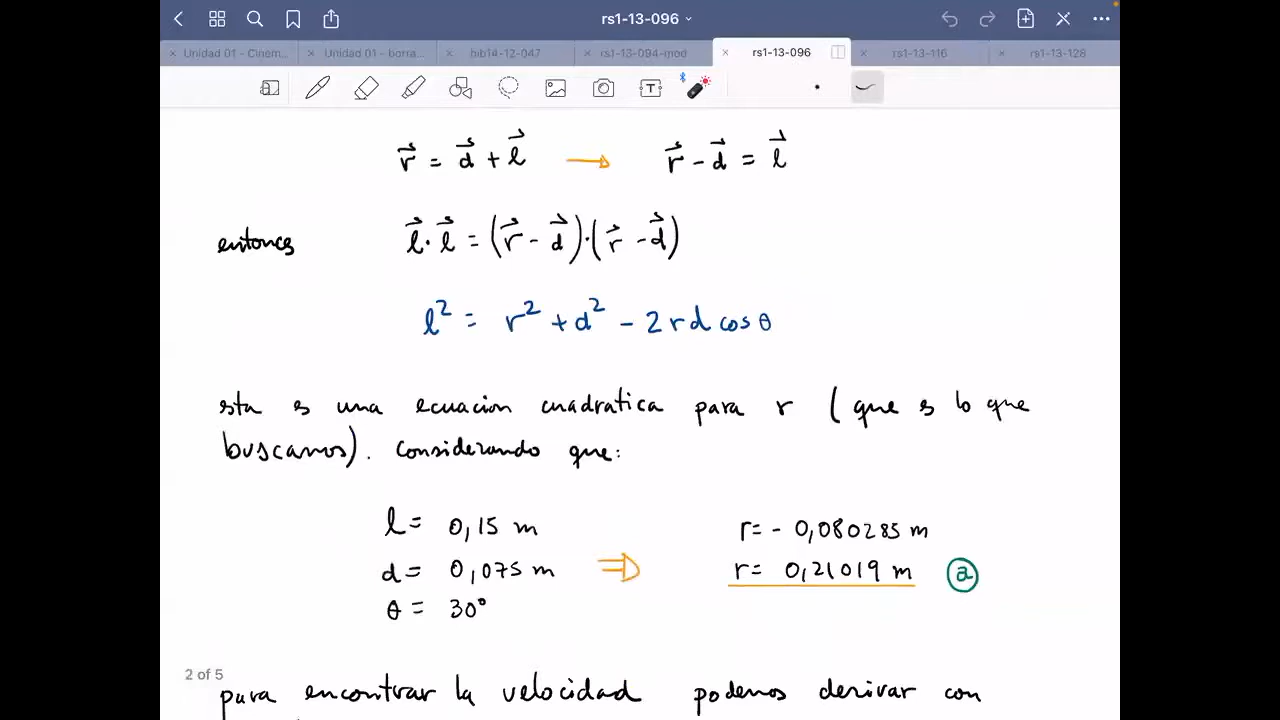 rs1-13-096
Unidad 01 - Cinem... Unidad 01 - borra... hib14-12-047 rs1-13-094-mod rs1-13-096 rs1-13-116 rs1-13-128
r⃗ = d⃗ + l⃗ → r⃗ - d⃗ = l⃗
entonces l⃗ · l⃗ = (r⃗ - d⃗) · (r⃗ - d⃗)
l² = r² + d² - 2 r d cos θ
esta es una ecuacion cuadratica para r (que es lo que
buscamos). Considerando que:
l = 0,15 m r = - 0,080285 m
d = 0,075 m ⇒ r = 0,21019 m a
θ = 30°
2 of 5
para encontrar la velocidad podemos derivar con